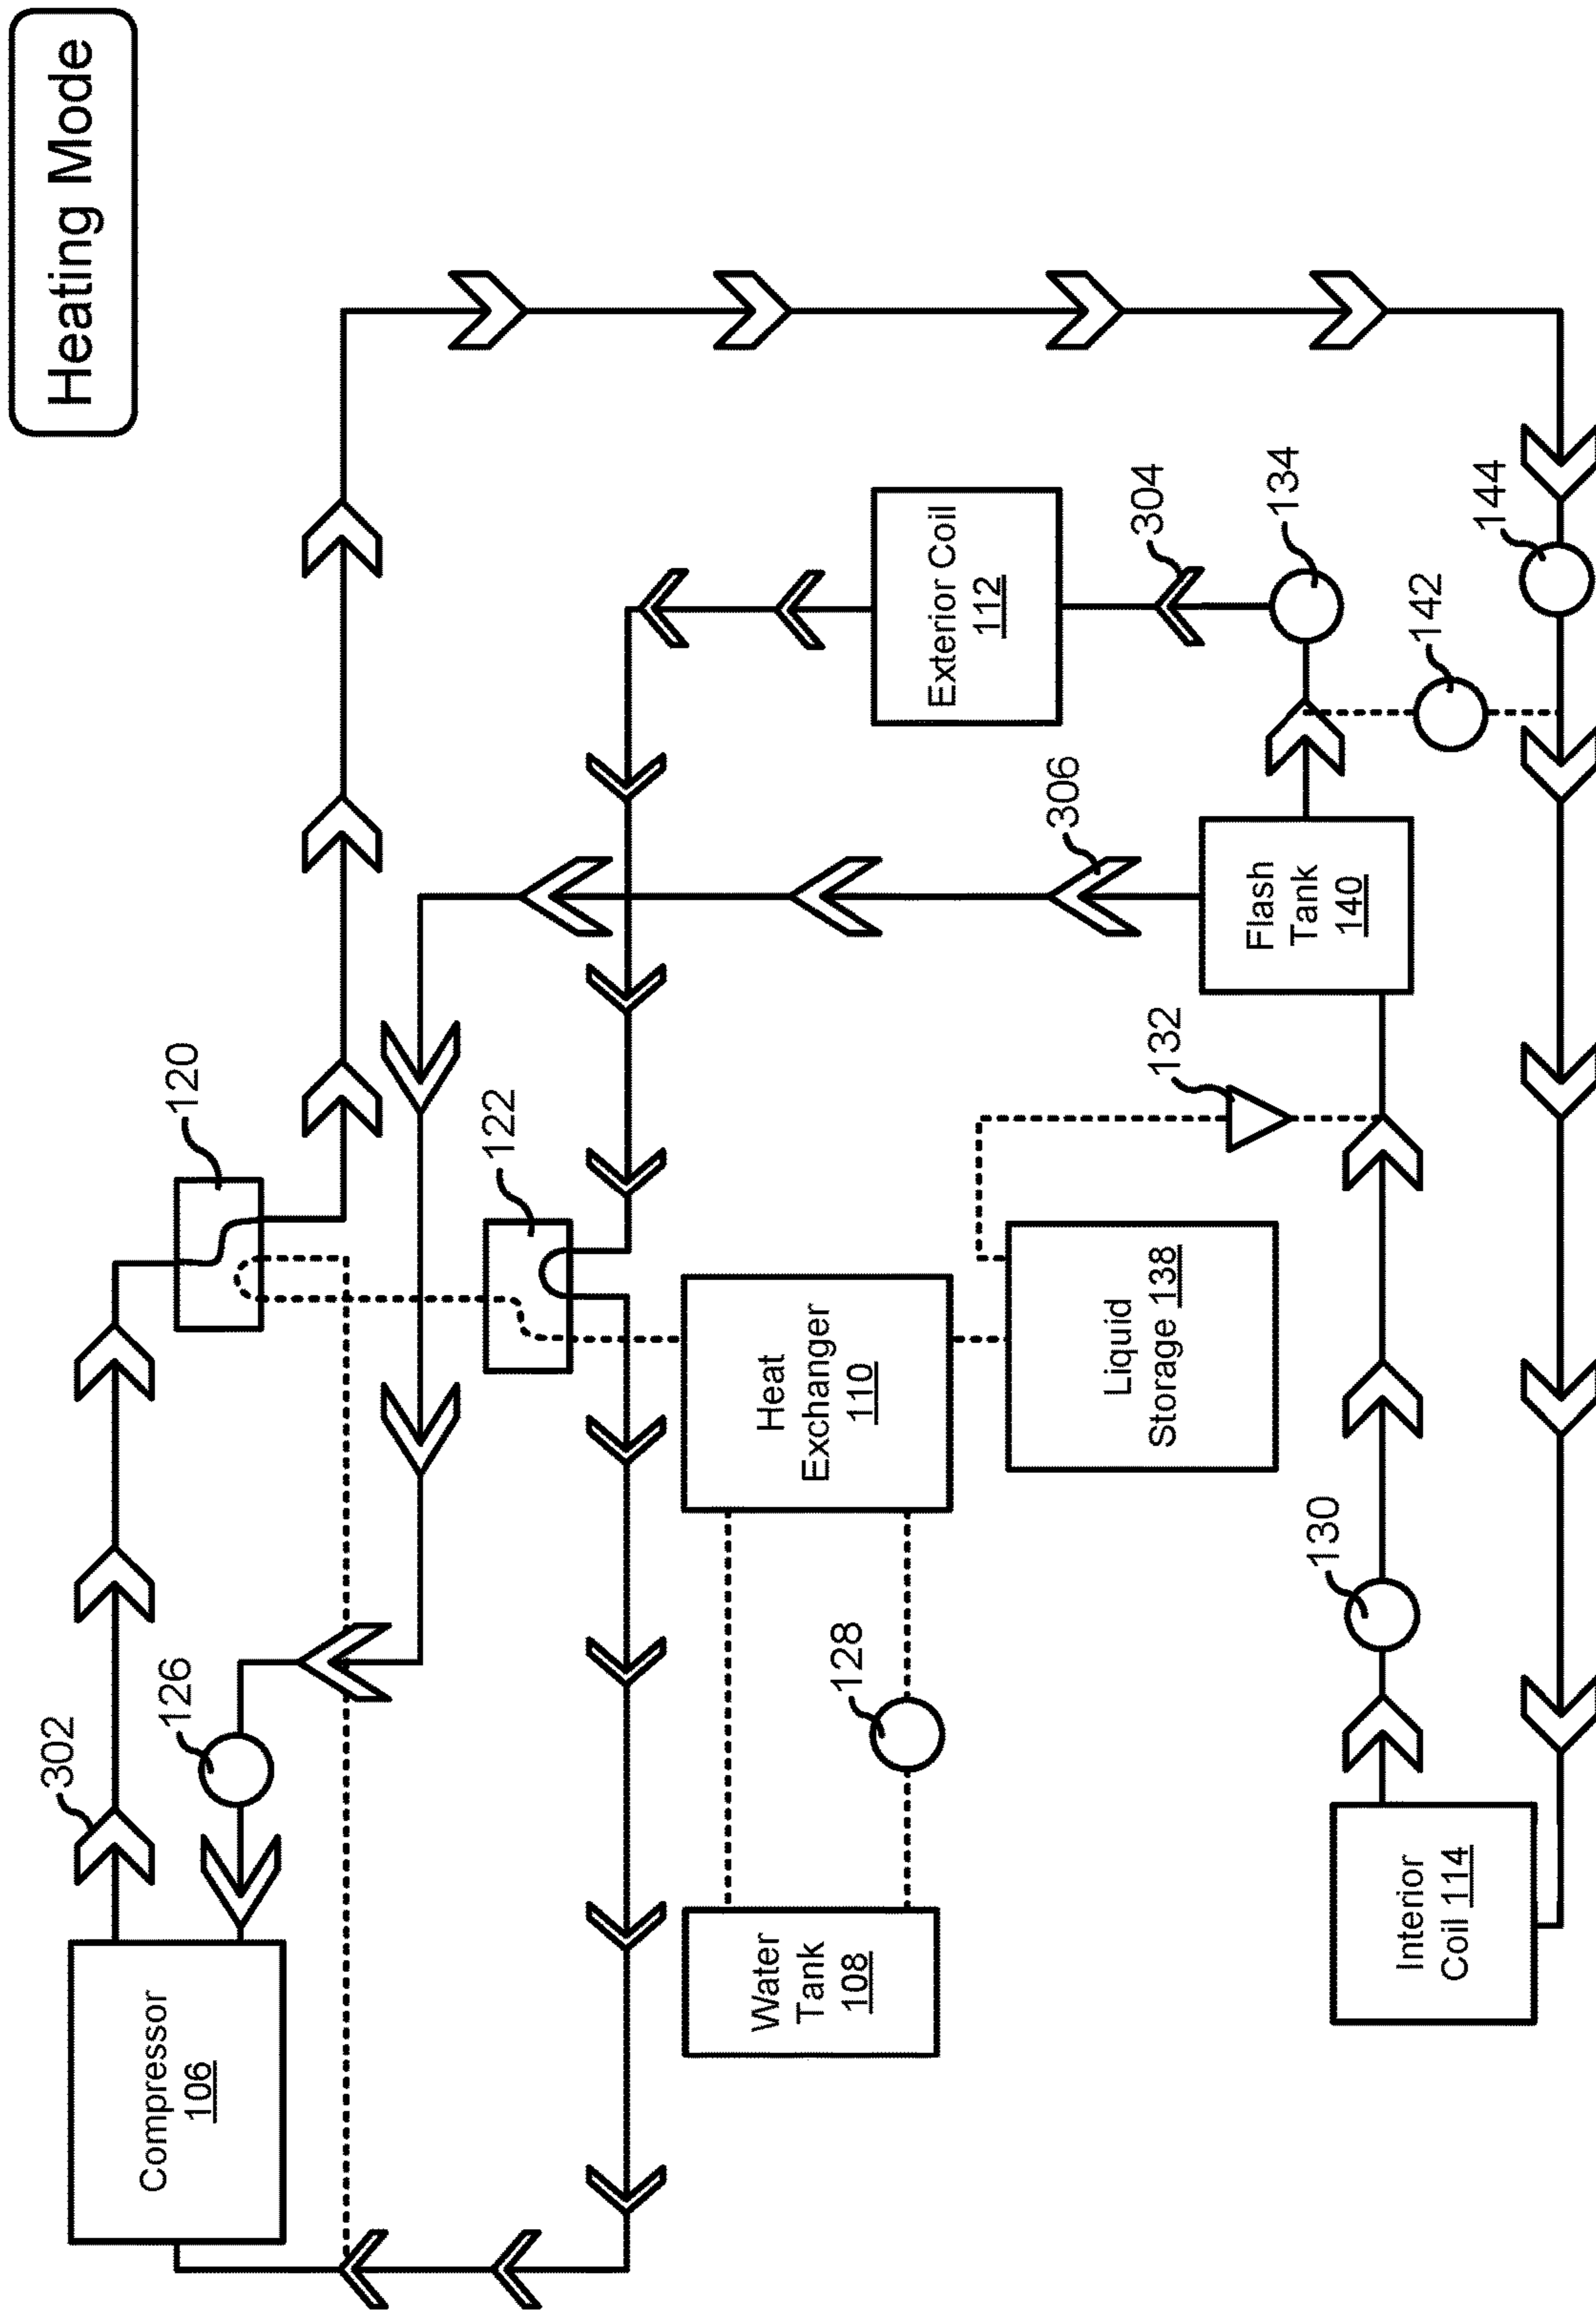 Heating Mode
302
Compressor
106
126
120
122
306
Exterior Coil
112
304
134
Heat
Exchanger
110
Water
Tank
108
128
Liquid
Storage 138
132
Flash
Tank
140
142
144
130
Interior
Coil 114